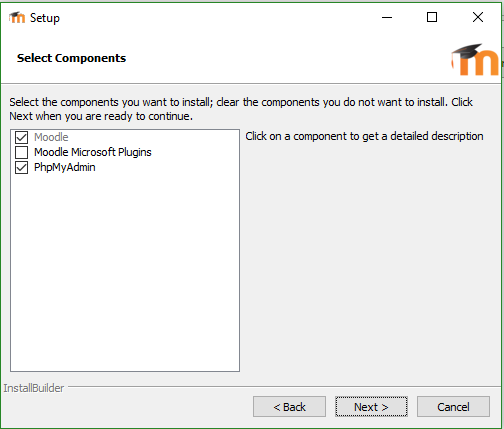 Setup
Select Components
Select the components you want to install; clear the components you do not want to install. Click
Next when you are ready to continue.
Moodle
Moodle Microsoft Plugins
PhpMyAdmin
Click on a component to get a detailed description
InstallBuilder
< Back
Next >
Cancel